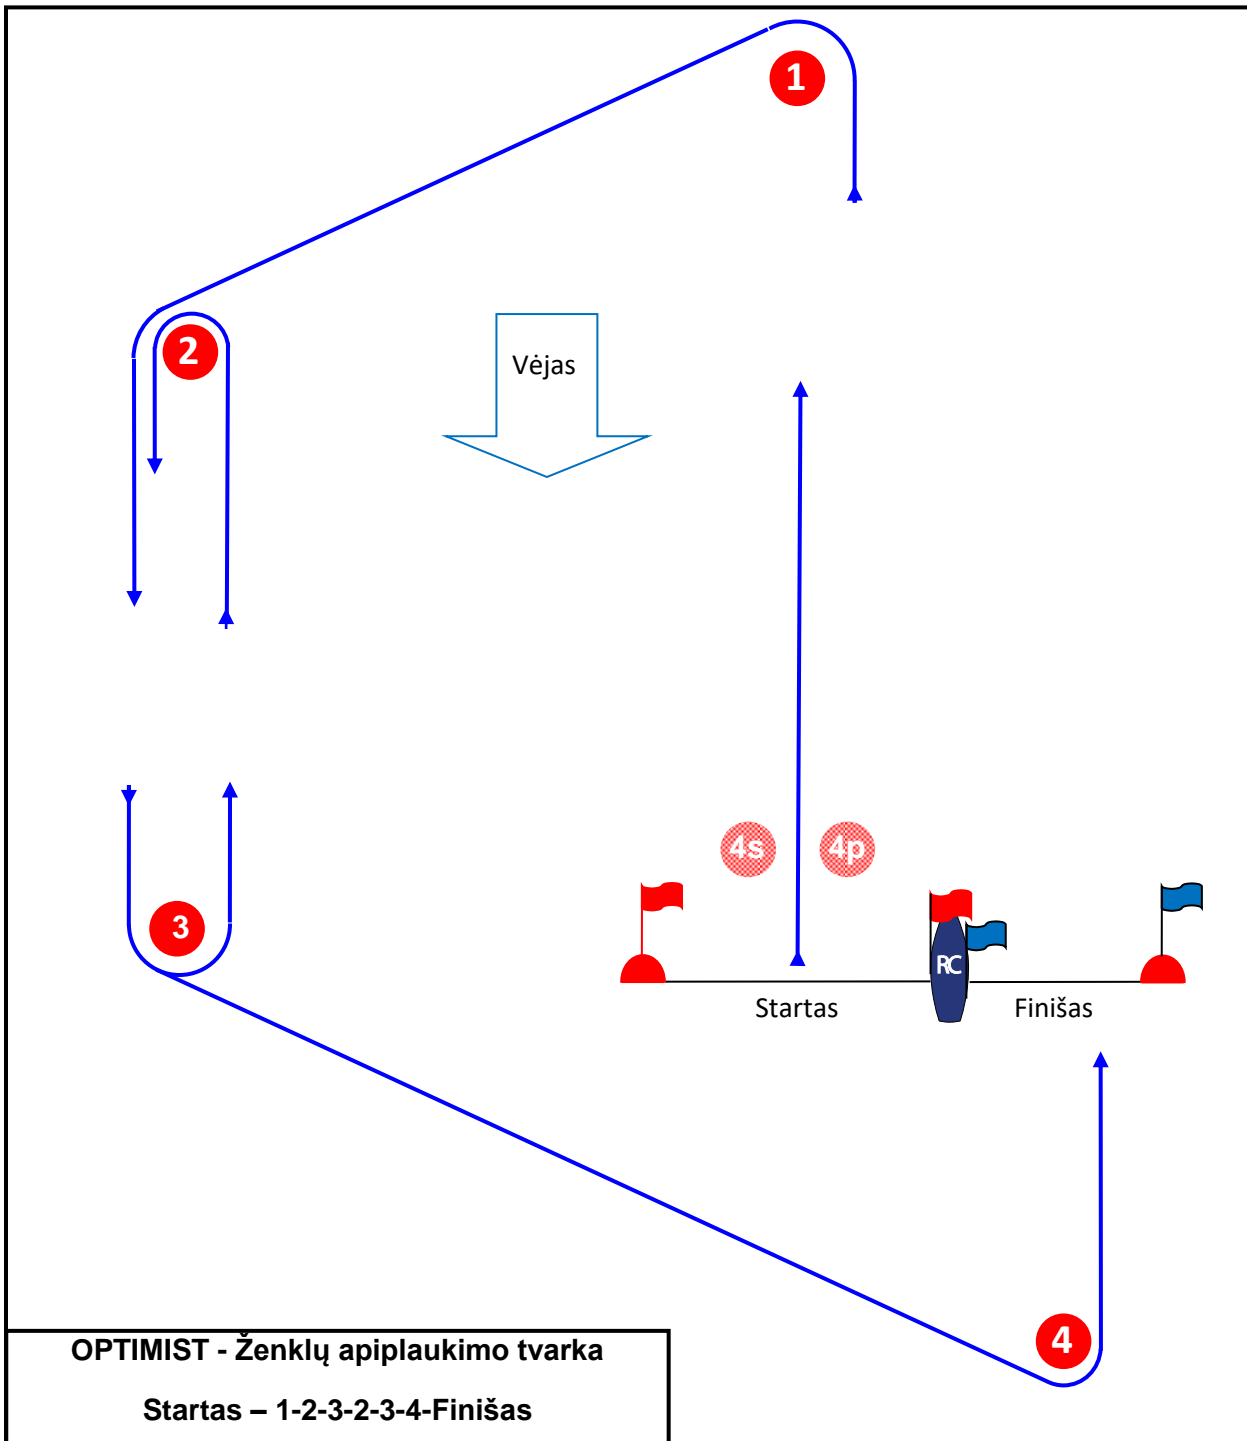 1
2
Vėjas
4s
4p
3
RC
Startas
Finišas
4
OPTIMIST - Ženklų apiplaukimo tvarka
Startas – 1-2-3-2-3-4-Finišas